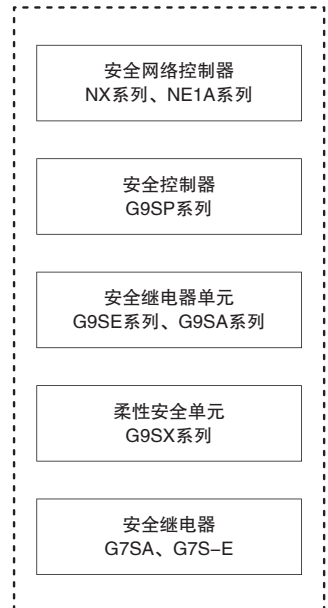 安全网络控制器
NX系列、NE1A系列
安全控制器
G9SP系列
安全继电器单元
G9SE系列、G9SA系列
柔性安全单元
G9SX系列
安全继电器
G7SA、G7S−E